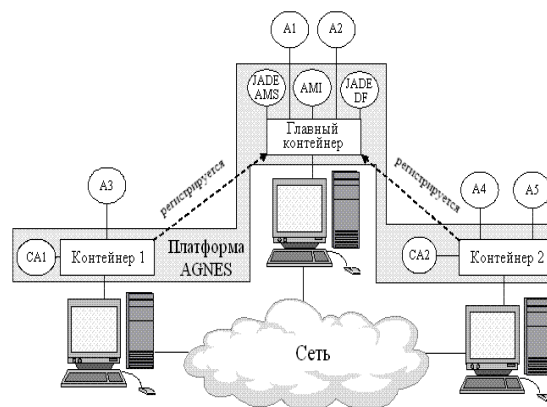 A1
A2
JADE
AMS
AMI
JADE
DF
Главный
контейнер
регистрируется
регистрируется
A3
A4
A5
CA1
Контейнер 1
Платформа
AGNES
CA2
Контейнер 2
Сеть